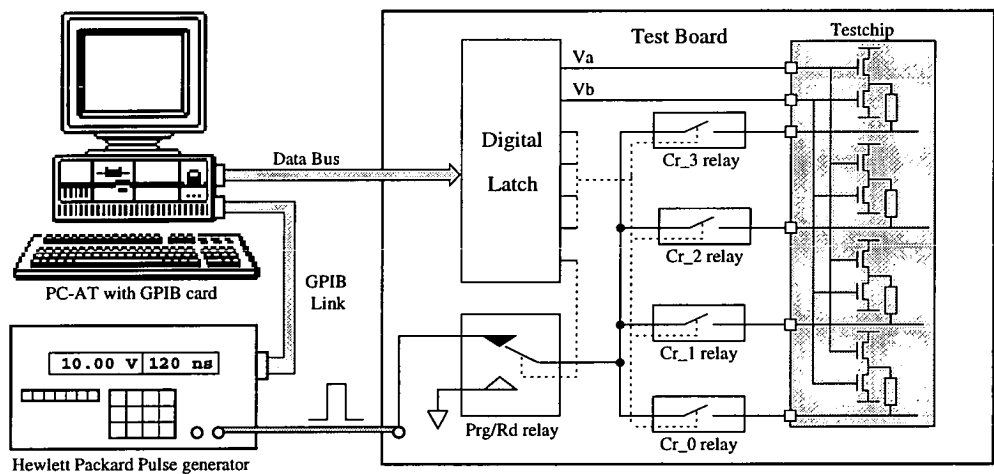 Test Board
Testchip
Va
Vb
Digital
Latch
Data Bus
Cr_3 relay
Cr_2 relay
PC-AT with GPIB card
GPIB
Link
10.00 V 120 ns
Cr_1 relay
Prg/Rd relay
Cr_0 relay
Hewlett Packard Pulse generator